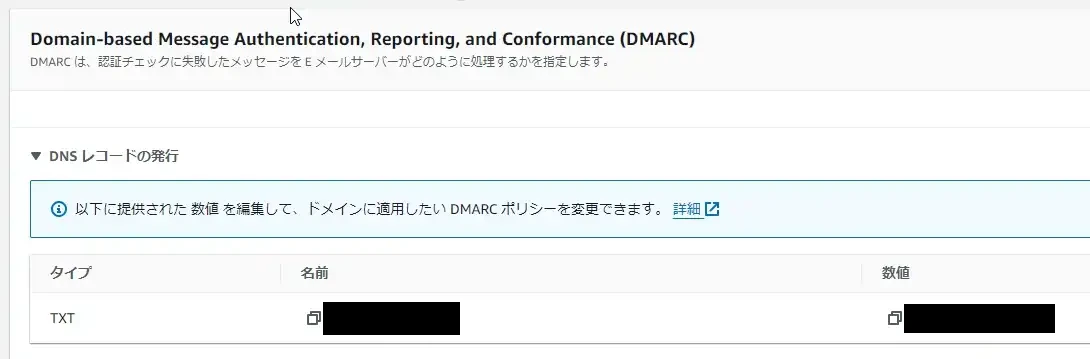 Domain-based Message Authentication, Reporting, and Conformance (DMARC)
DMARC は、認証チェックに失敗したメッセージを E メールサーバーがどのように処理するかを指定します。
▼ DNS レコードの発行
以下に提供された 数値 を編集して、ドメインに適用したい DMARC ポリシーを変更できます。 詳細
タイプ 名前 数値
TXT